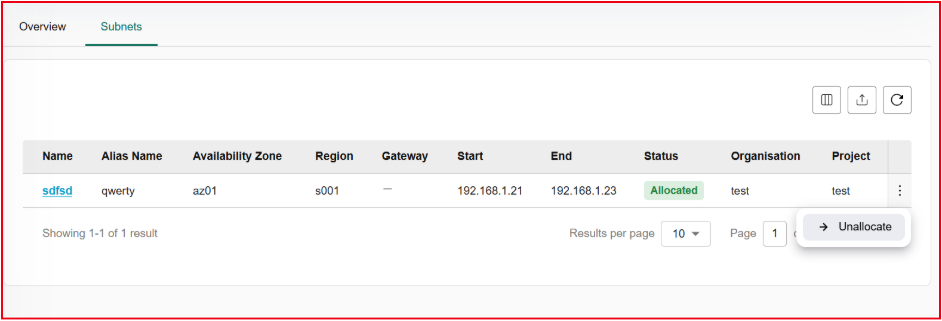 Overview Subnets
Name Alias Name Availability Zone Region Gateway Start End Status Organisation Project
sdfsd qwerty az01 s001 — 192.168.1.21 192.168.1.23 Allocated test test
Showing 1-1 of 1 result Results per page 10 Page 1
Unallocate